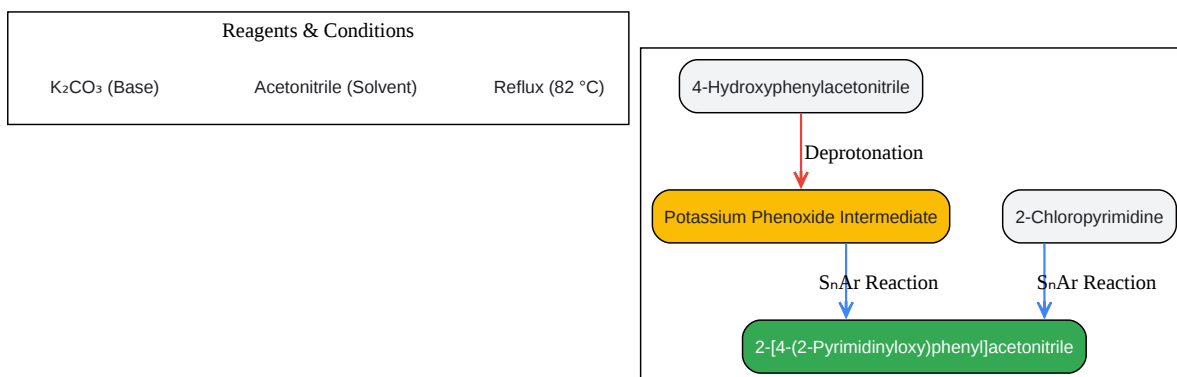 Reagents & Conditions
K₂CO₃ (Base)
Acetonitrile (Solvent)
Reflux (82 °C)
4-Hydroxyphenylacetonitrile
Deprotonation
Potassium Phenoxide Intermediate
2-Chloropyrimidine
SₙAr Reaction
SₙAr Reaction
2-[4-(2-Pyrimidinyloxy)phenyl]acetonitrile